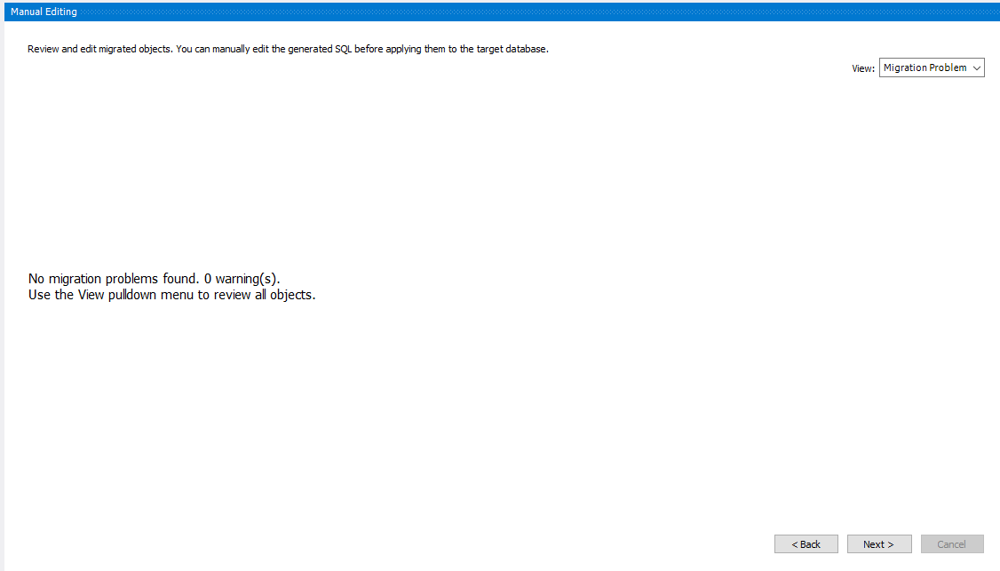 Manual Editing
Review and edit migrated objects. You can manually edit the generated SQL before applying them to the target database.
View: Migration Problem
No migration problems found. 0 warning(s).
Use the View pulldown menu to review all objects.
< Back Next > Cancel